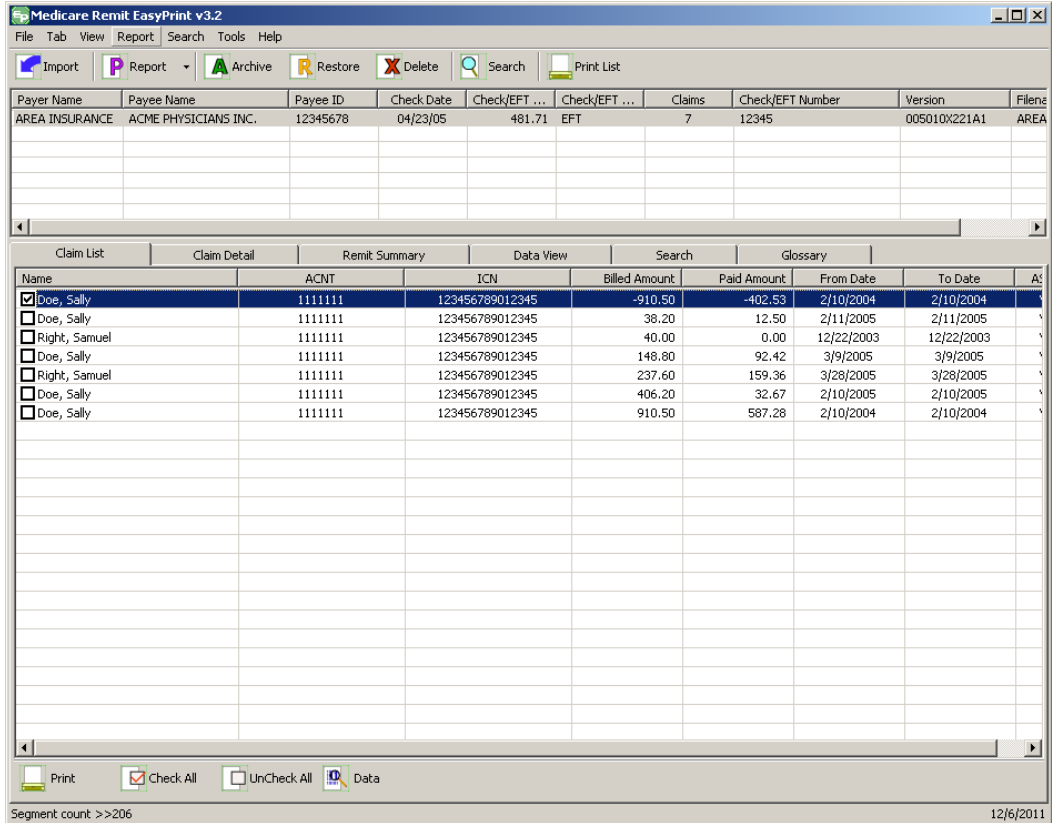 Medicare Remit EasyPrint v3.2
File Tab View Report Search Tools Help
Import Report Archive Restore Delete Search Print List
Payer Name Payee Name Payee ID Check Date Check/EFT ... Check/EFT ... Claims Check/EFT Number Version Filena
AREA INSURANCE ACME PHYSICIANS INC. 12345678 04/23/05 481.71 EFT 7 12345 005010X221A1 AREA
Claim List Claim Detail Remit Summary Data View Search Glossary
Name ACNT ICN Billed Amount Paid Amount From Date To Date AS
Doe, Sally 1111111 123456789012345 -910.50 -402.53 2/10/2004 2/10/2004
Doe, Sally 1111111 123456789012345 38.20 12.50 2/11/2005 2/11/2005
Right, Samuel 1111111 123456789012345 40.00 0.00 12/22/2003 12/22/2003
Doe, Sally 1111111 123456789012345 148.80 92.42 3/9/2005 3/9/2005
Right, Samuel 1111111 123456789012345 237.60 159.36 3/28/2005 3/28/2005
Doe, Sally 1111111 123456789012345 406.20 32.67 2/10/2005 2/10/2005
Doe, Sally 1111111 123456789012345 910.50 587.28 2/10/2004 2/10/2004
Print Check All UnCheck All Data
Segment count >>206 12/6/2011